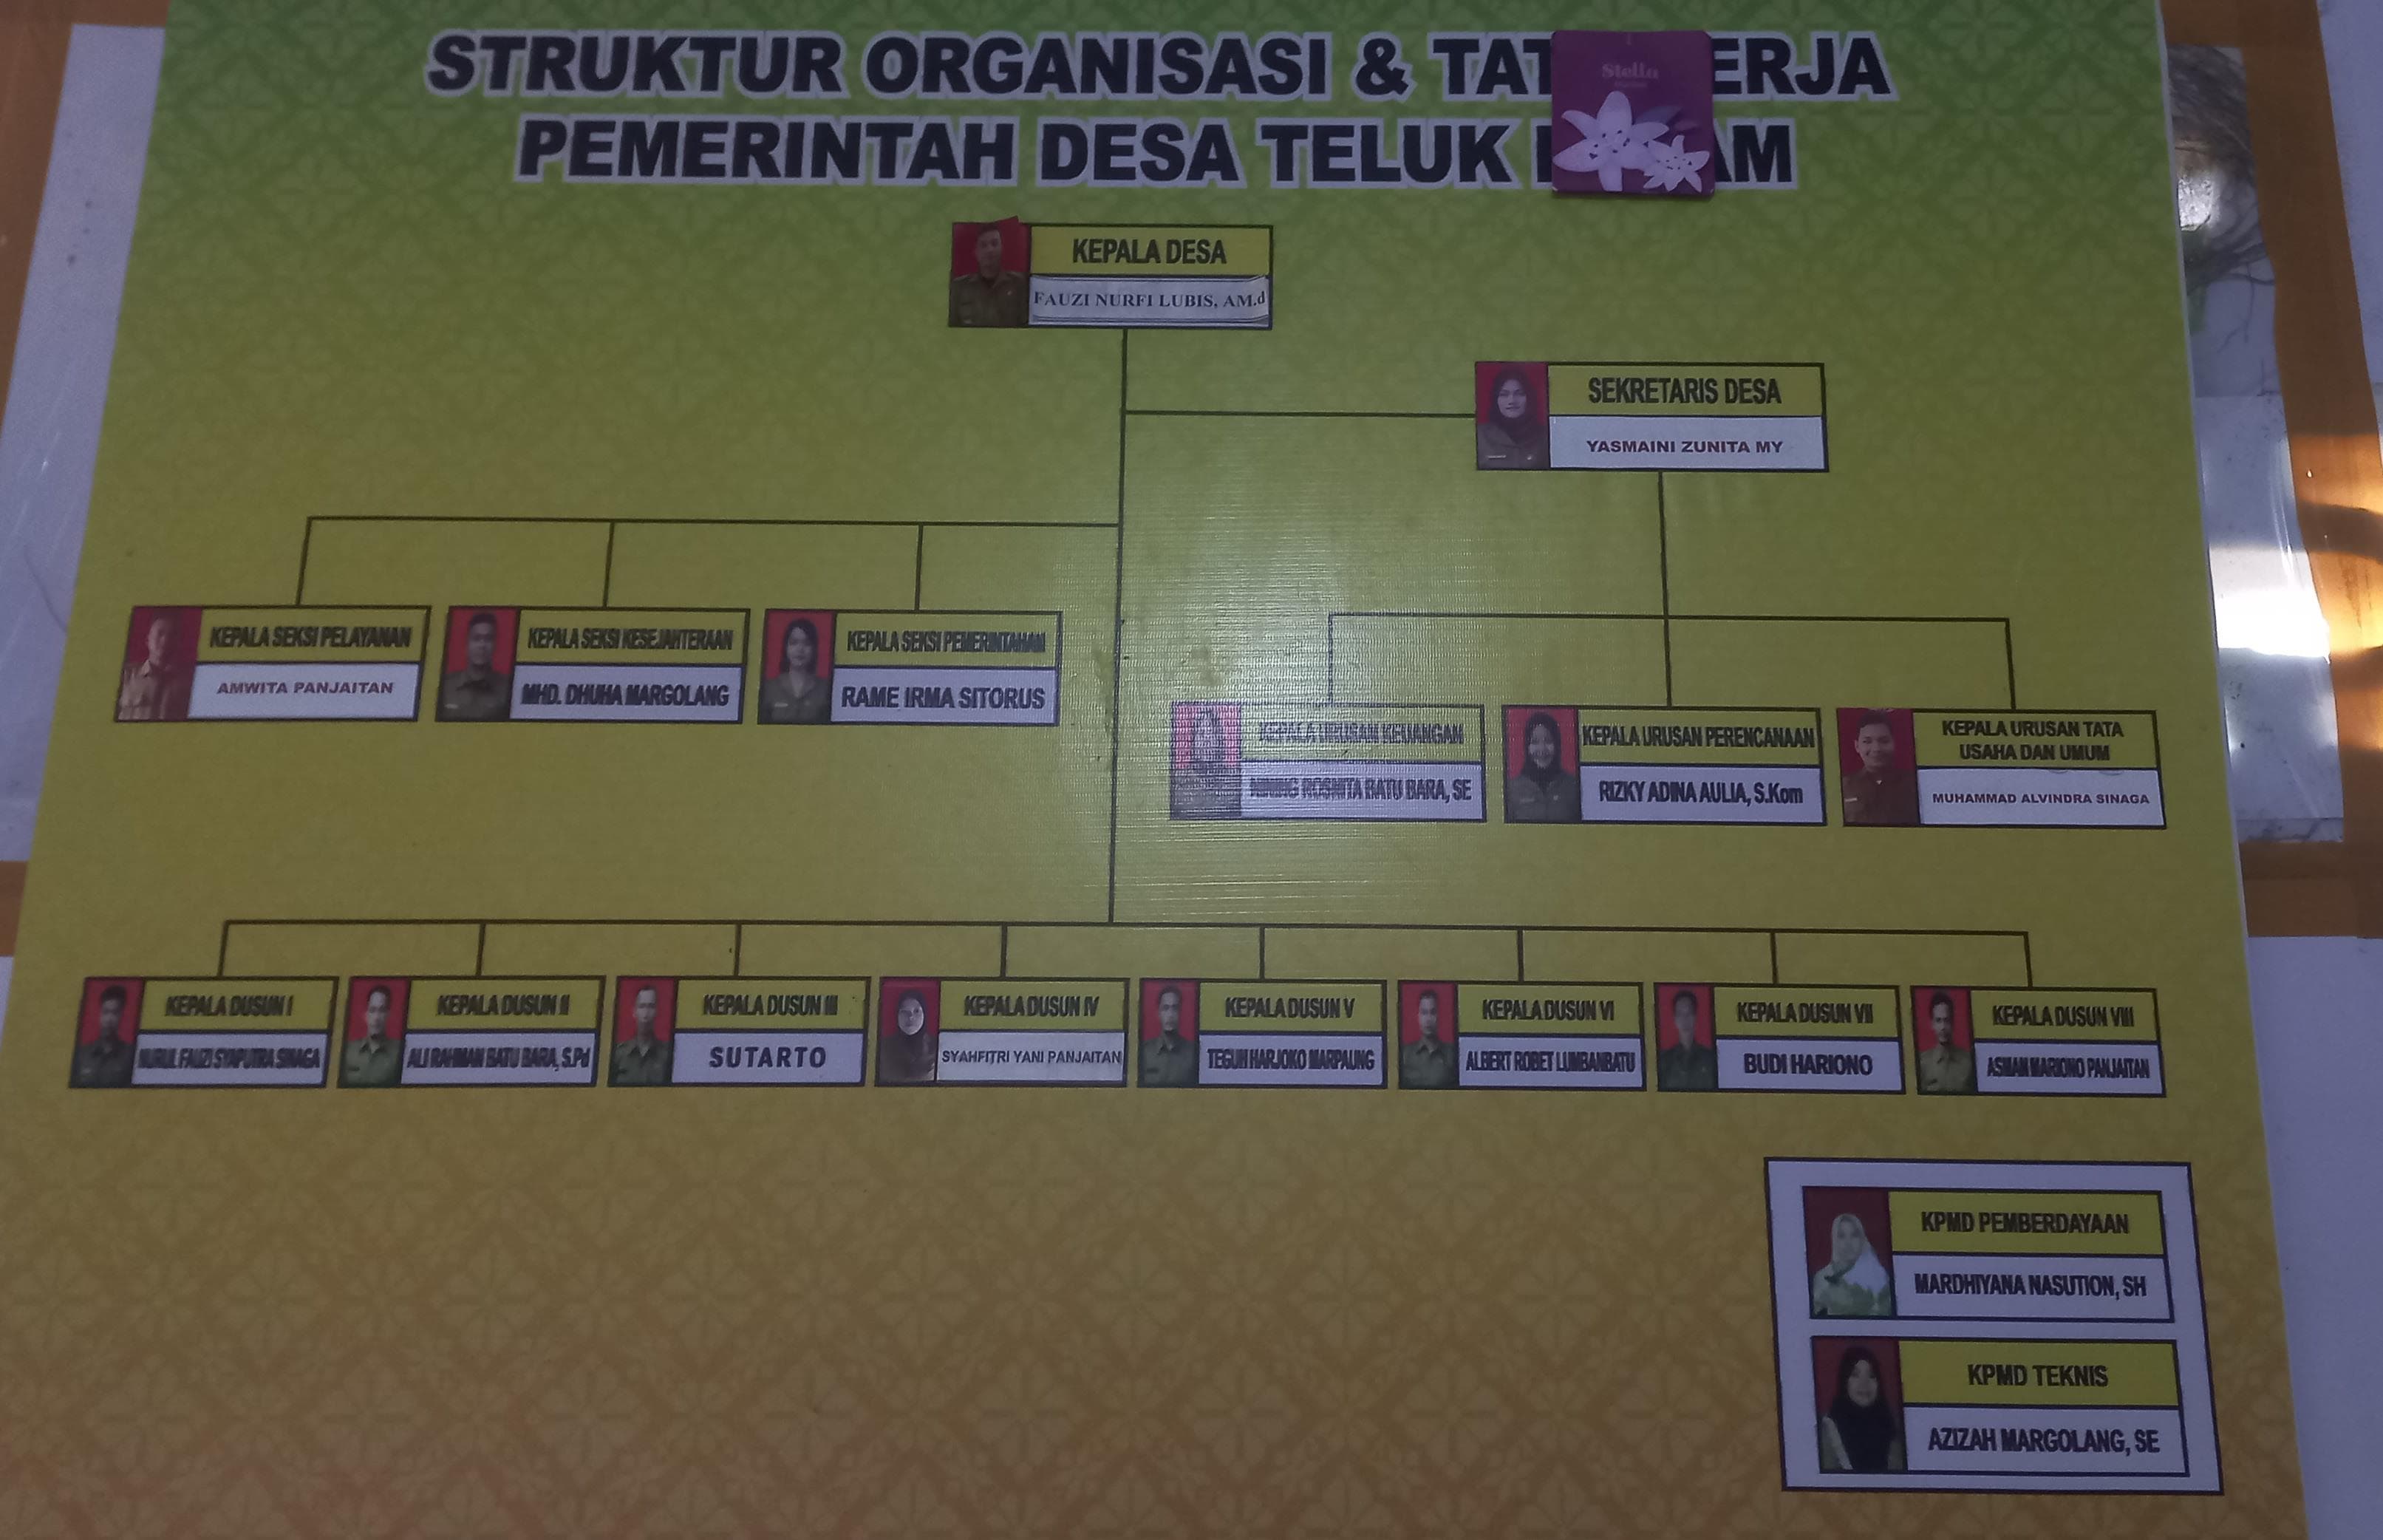 STRUKTUR ORGANISASI & TAT ERJA
Stella
PEMERINTAH DESA TELUK AM
KEPALA DESA
FAUZI NURFI LUBIS, AM.d
SEKRETARIS DESA
YASMAINI ZUNITA MY
KEPALA SEKSI PELAYANAN
AMWITA PANJAITAN
KEPALA SEKSI KESEJAHTERAAN
MHD. DHUHA MARGOLANG
KEPALA SEKSI PEMERINTAHAN
RAME IRMA SITORUS
KEPALA URUSAN KEUANGAN
ROSMITA BATU BARA, SE
KEPALA URUSAN PERENCANAAN
RIZKY ADINA AULIA, S.Kom
KEPALA URUSAN TATA
USAHA DAN UMUM
MUHAMMAD ALVINDRA SINAGA
KEPALA DUSUN I
NURUL FAUZI SYAPUTRA SINAGA
KEPALA DUSUN II
ALI RAHMAN BATU BARA, S.Pd
KEPALA DUSUN III
SUTARTO
KEPALA DUSUN IV
SYAHFITRI YANI PANJAITAN
KEPALA DUSUN V
TEGUH HARJOKO MARPAUNG
KEPALA DUSUN VI
ALBERT ROBET LUMBANBATU
KEPALA DUSUN VII
BUDI HARIONO
KEPALA DUSUN VIII
ASMAN MARIONO PANJAITAN
KPMD PEMBERDAYAAN
MARDHIYANA NASUTION, SH
KPMD TEKNIS
AZIZAH MARGOLANG, SE